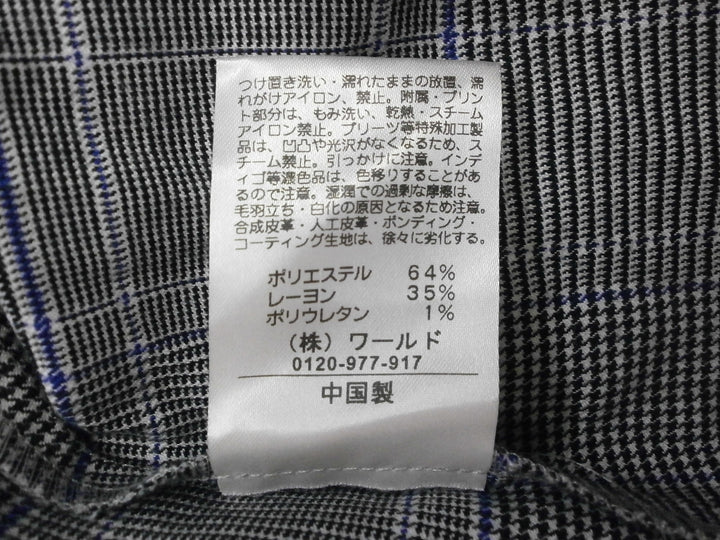 つけ置き洗い・濡れたままの放置、濡
れがけアイロン、禁止。附属・プリン
ト部分は、もみ洗い、乾熱・スチーム
アイロン禁止。プリーツ等特殊加工製
品は、凹凸や光沢がなくなるため、ス
チーム禁止。引っかけに注意。インデ
ィゴ等濃色品は、色移りすることがあ
るので注意。湿潤での過剰な摩擦は、
毛羽立ち・白化の原因となるため注意。
合成皮革・人工皮革・ボンディング・
コーティング生地は、徐々に劣化する。
ポリエステル 64%
レーヨン 35%
ポリウレタン 1%
(株)ワールド
0120-977-917
中国製